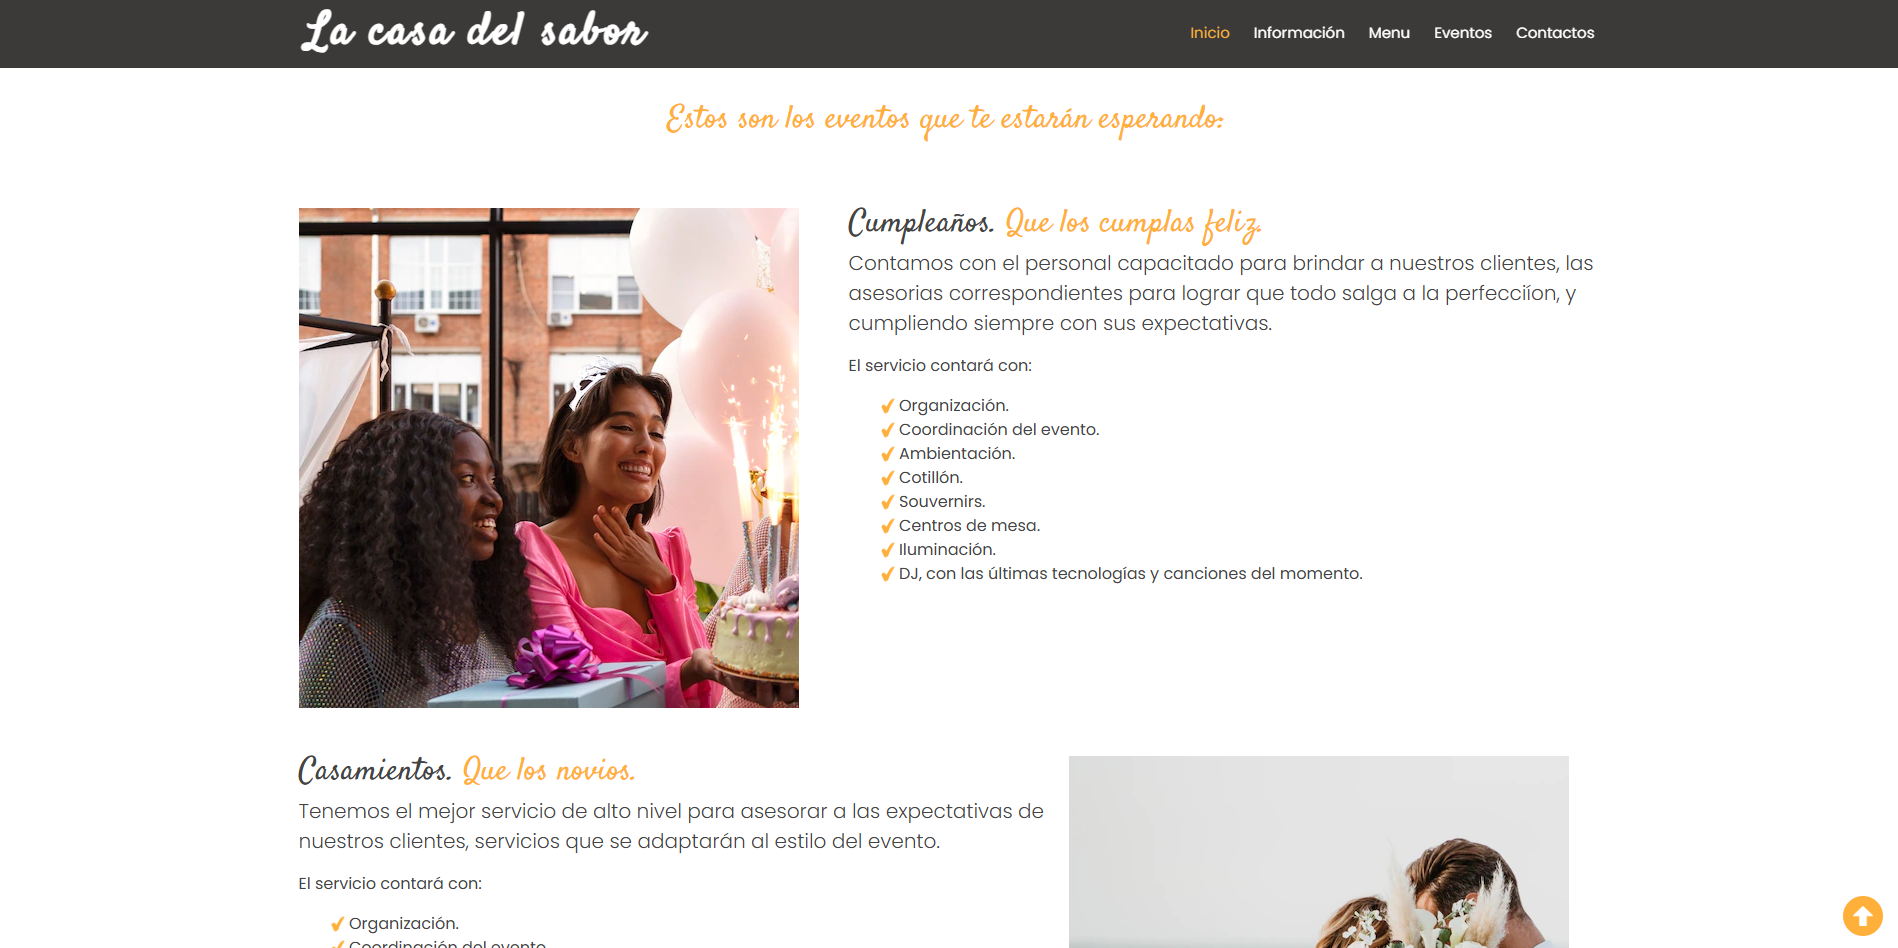 La casa del sabor
Inicio Información Menu Eventos Contactos
Estos son los eventos que te estarán esperando:
Cumpleaños. Que los cumplas feliz.
Contamos con el personal capacitado para brindar a nuestros clientes, las
asesorias correspondientes para lograr que todo salga a la perfeccííon, y
cumpliendo siempre con sus expectativas.
El servicio contará con:
Organización.
Coordinación del evento.
Ambientación.
Cotillón.
Souvernirs.
Centros de mesa.
Iluminación.
DJ, con las últimas tecnologías y canciones del momento.
Casamientos. Que los novios.
Tenemos el mejor servicio de alto nivel para asesorar a las expectativas de
nuestros clientes, servicios que se adaptarán al estilo del evento.
El servicio contará con:
Organización.
Coordinación del evento.